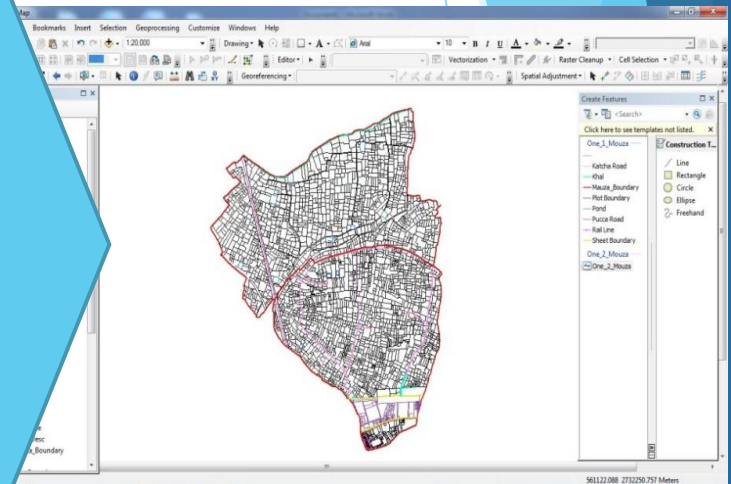 Map
Bookmarks Insert Selection Geoprocessing Customize Windows Help
1:20,000 Drawing A Arial 10 B I U A
Editor Vectorization Raster Cleanup Cell Selection
Georeferencing Spatial Adjustment
Create Features
<Search>
Click here to see templates not listed.
One_1_Mouza
Katcha Road
Khal
Mauza_Boundary
Plot Boundary
Pond
Pucca Road
Rail Line
Sheet Boundary
One_2_Mouza
One_2_Mouza
Construction T...
Line
Rectangle
Circle
Ellipse
Freehand
esc
a_Boundary
561122.088 2732250.757 Meters